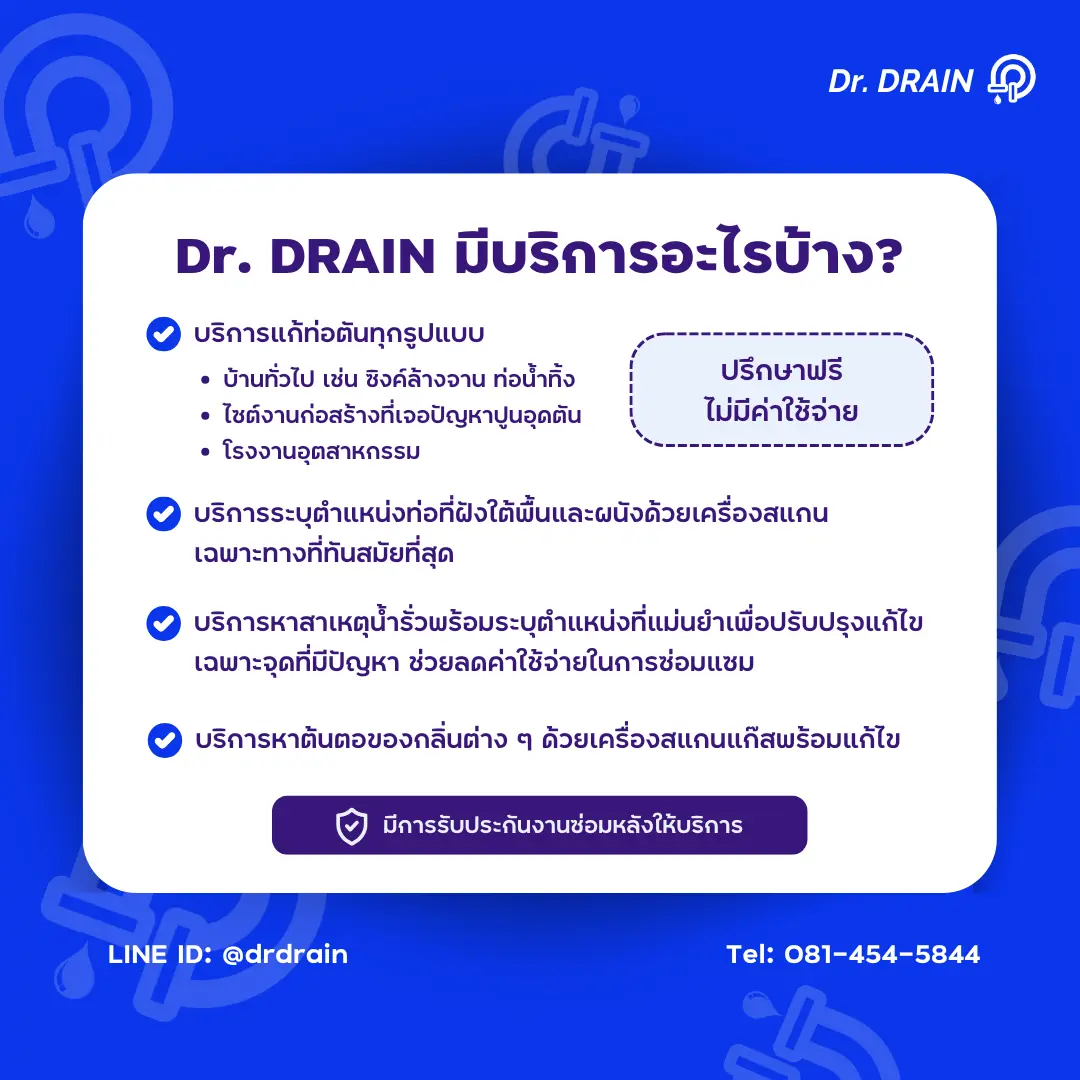 Dr. DRAIN
Dr. DRAIN มีบริการอะไรบ้าง?
บริการแก้ท่อตันทุกรูปแบบ
• บ้านทั่วไป เช่น ซิงค์ล้างจาน ท่อน้ำทิ้ง
• ไซต์งานก่อสร้างที่เจอปัญหาปูนอุดตัน
• โรงงานอุตสาหกรรม
ปรึกษาฟรี
ไม่มีค่าใช้จ่าย
บริการระบุตำแหน่งท่อที่ฝังใต้พื้นและผนังด้วยเครื่องสแกน
เฉพาะทางที่ทันสมัยที่สุด
บริการหาสาเหตุน้ำรั่วพร้อมระบุตำแหน่งที่แม่นยำเพื่อปรับปรุงแก้ไข
เฉพาะจุดที่มีปัญหา ช่วยลดค่าใช้จ่ายในการซ่อมแซม
บริการหาต้นตอของกลิ่นต่าง ๆ ด้วยเครื่องสแกนแก๊สพร้อมแก้ไข
มีการรับประกันงานซ่อมหลังให้บริการ
LINE ID: @drdrain
Tel: 081-454-5844